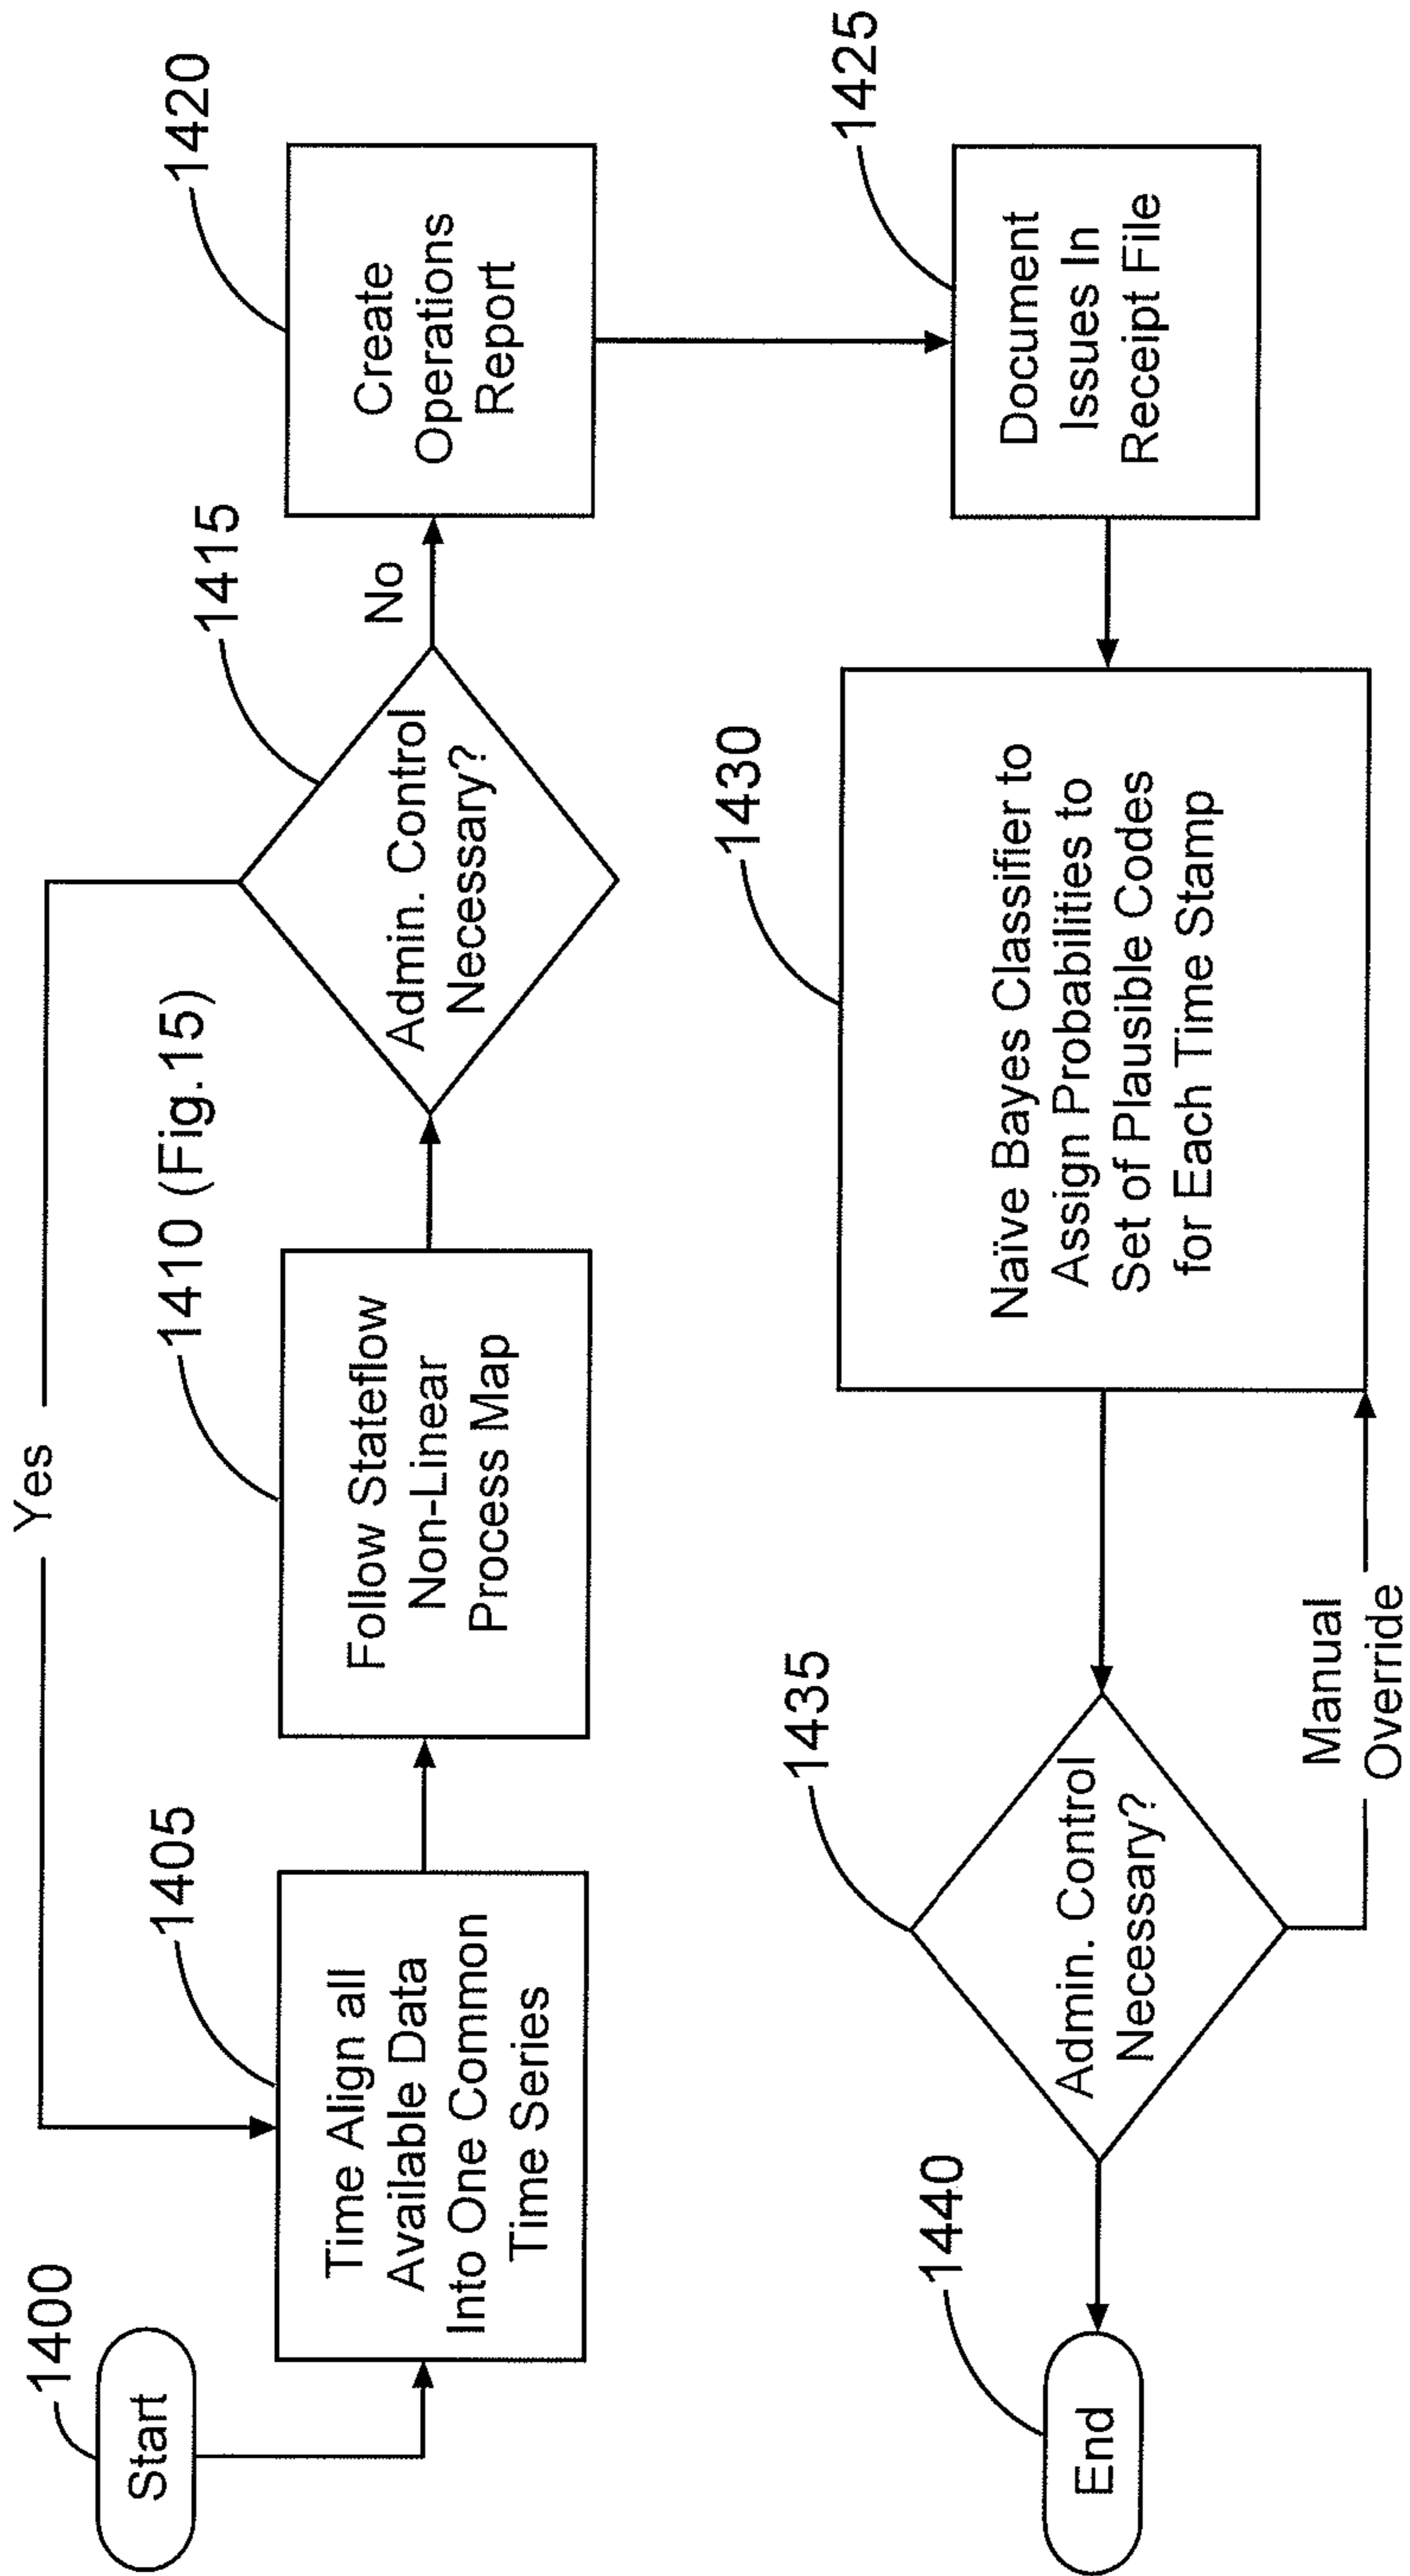 1400
Start
1405
Time Align all
Available Data
Into One Common
Time Series
1410 (Fig.15)
Follow Stateflow
Non-Linear
Process Map
Yes
1415
Admin. Control
Necessary?
No
1420
Create
Operations
Report
1425
Document
Issues In
Receipt File
1430
Naïve Bayes Classifier to
Assign Probabilities to
Set of Plausible Codes
for Each Time Stamp
1435
Admin. Control
Necessary?
Manual
Override
1440
End